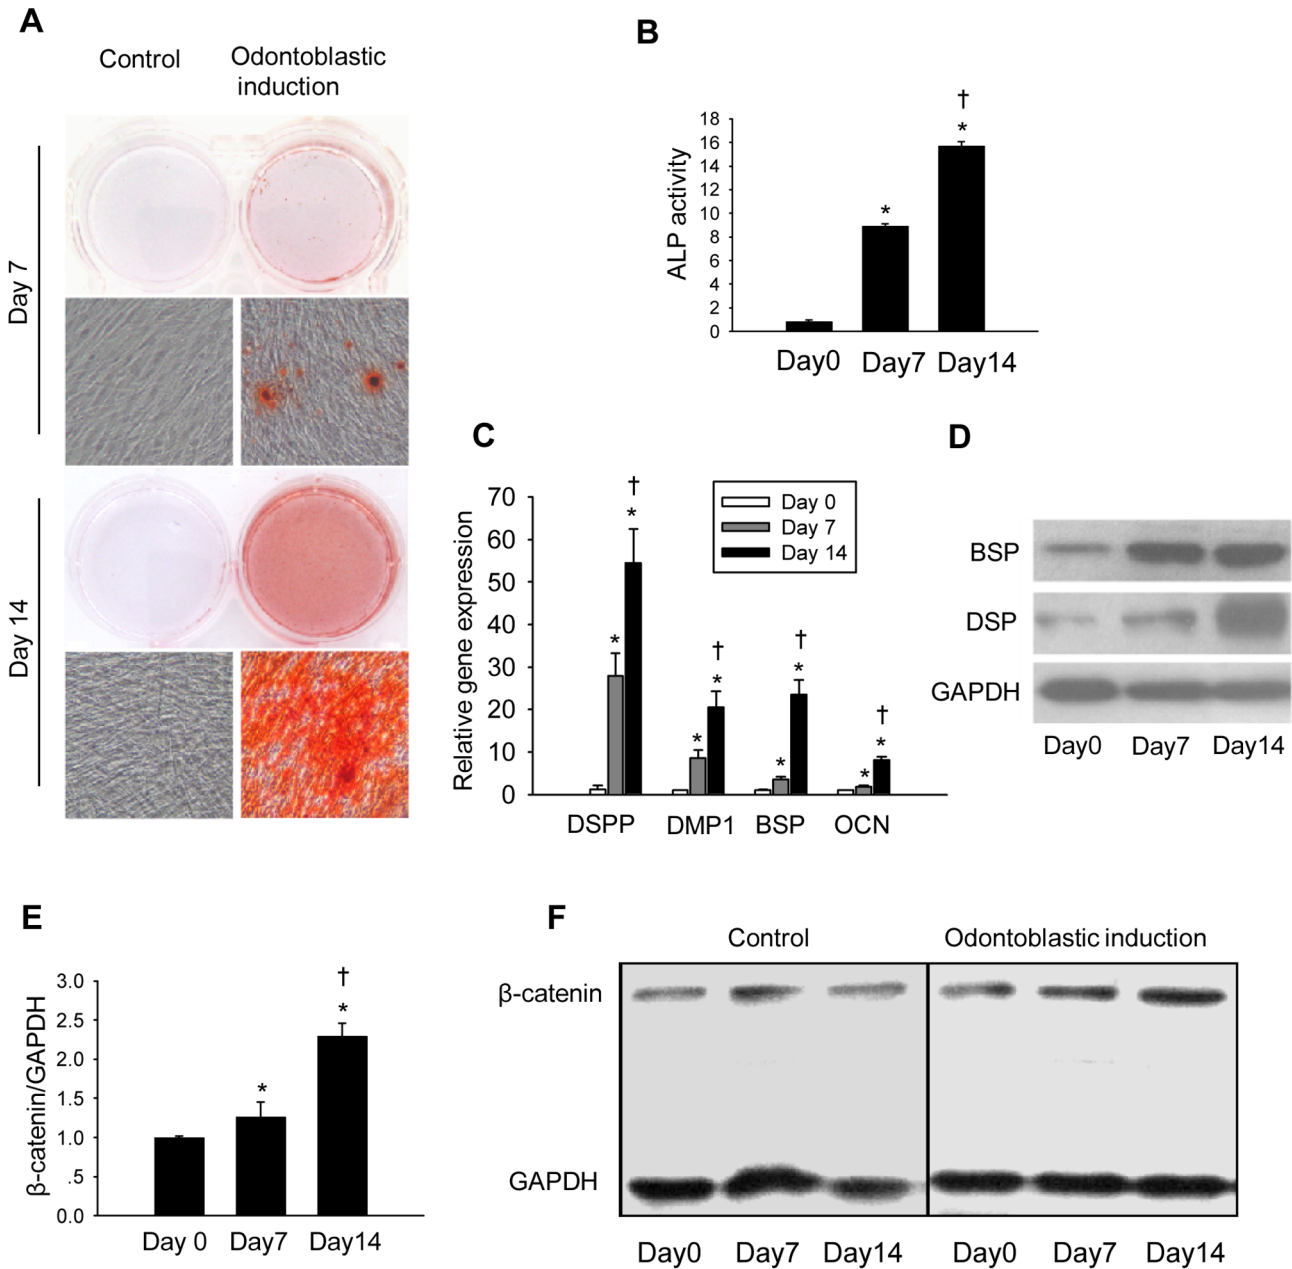 A
Control
Odontoblastic
induction
Day 7
Day 14
B
ALP activity
18
16
14
12
10
8
6
4
2
0
†
*
*
Day0
Day7
Day14
C
Relative gene expression
70
60
50
40
30
20
10
0
Day 0
Day 7
Day 14
†
*
*
†
*
*
†
*
*
†
*
*
DSPP
DMP1
BSP
OCN
D
BSP
DSP
GAPDH
Day0
Day7
Day14
E
β-catenin/GAPDH
3.0
2.5
2.0
1.5
1.0
.5
0.0
†
*
*
Day 0
Day7
Day14
F
Control
Odontoblastic induction
β-catenin
GAPDH
Day0
Day7
Day14
Day0
Day7
Day14